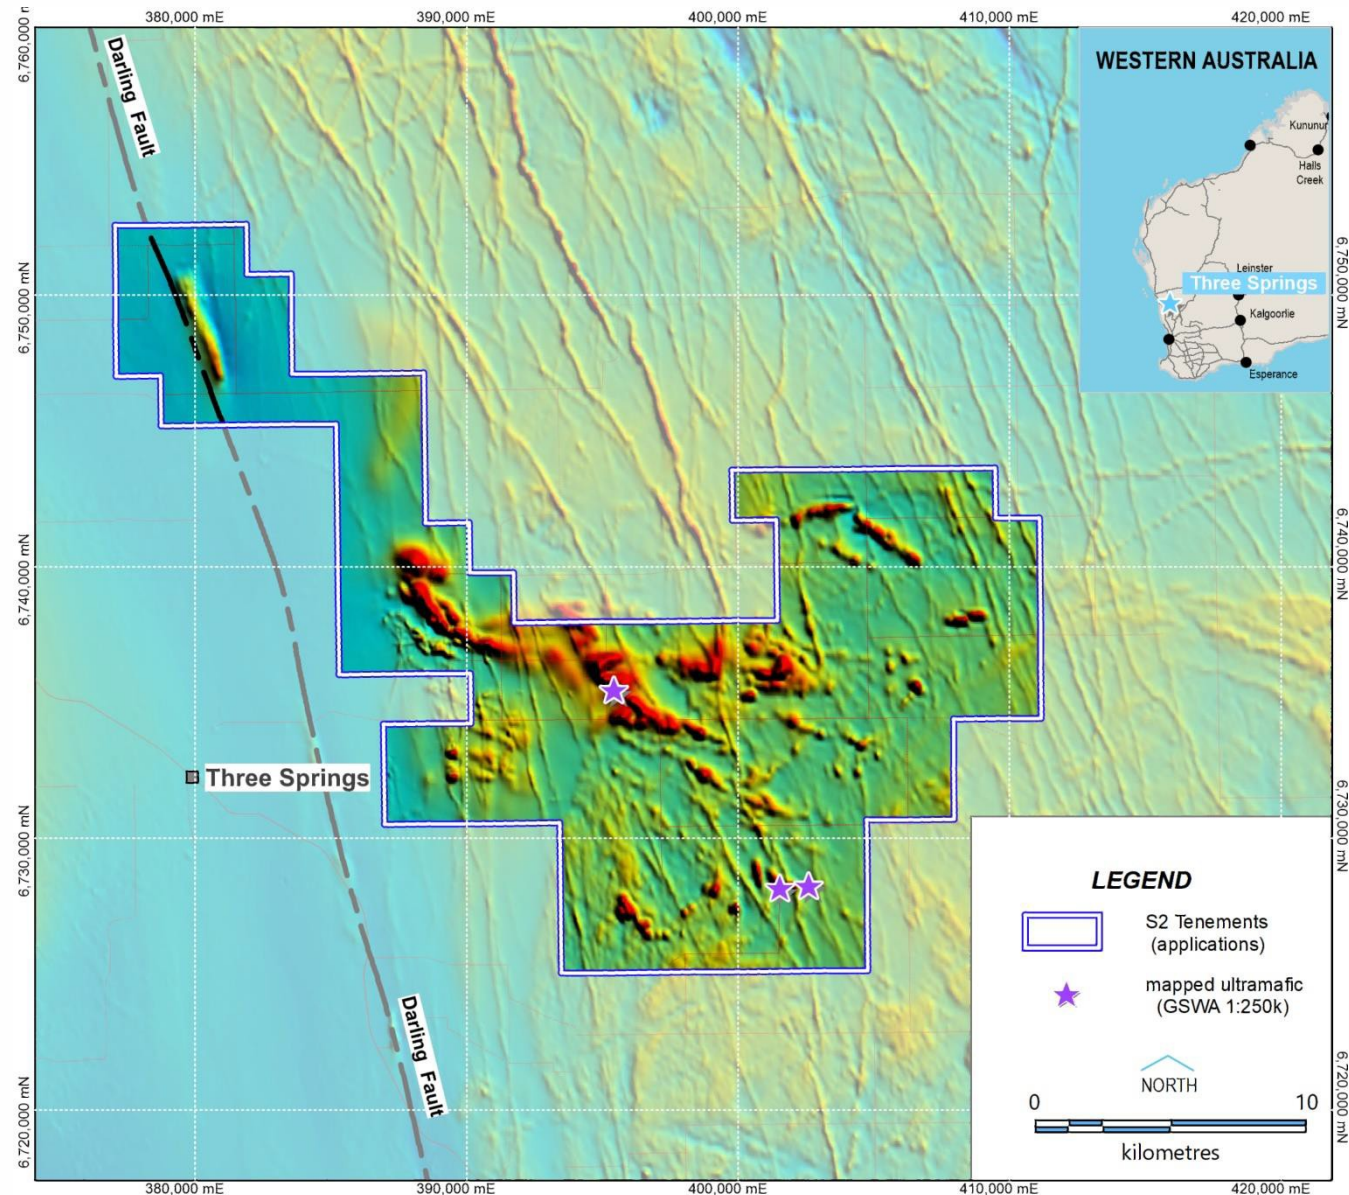 380,000 mE
390,000 mE
400,000 mE
410,000 mE
420,000 mE
6,760,000 n
Darling Fault
WESTERN AUSTRALIA
Kununur
Halls
Creek
Leinster
Three Springs
Kalgoorlie
Esperance
6,750,000 mN
6,750,000 mN
6,740,000 mN
6,740,000 mN
Three Springs
6,730,000 mN
6,730,000 mN
LEGEND
S2 Tenements
(applications)
mapped ultramafic
(GSWA 1:250k)
NORTH
0
10
kilometres
Darling Fault
6,720,000 mN
6,720,000 mN
380,000 mE
390,000 mE
400,000 mE
410,000 mE
420,000 mE